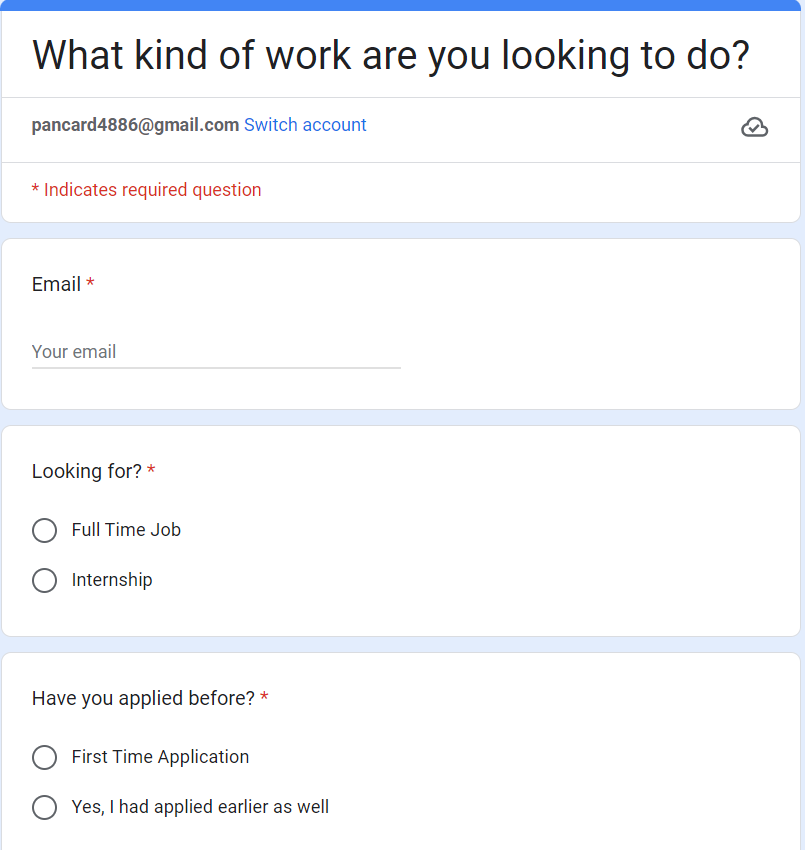 What kind of work are you looking to do?
pancard4886@gmail.com Switch account
* Indicates required question
Email *
Your email
Looking for? *
Full Time Job
Internship
Have you applied before? *
First Time Application
Yes, I had applied earlier as well